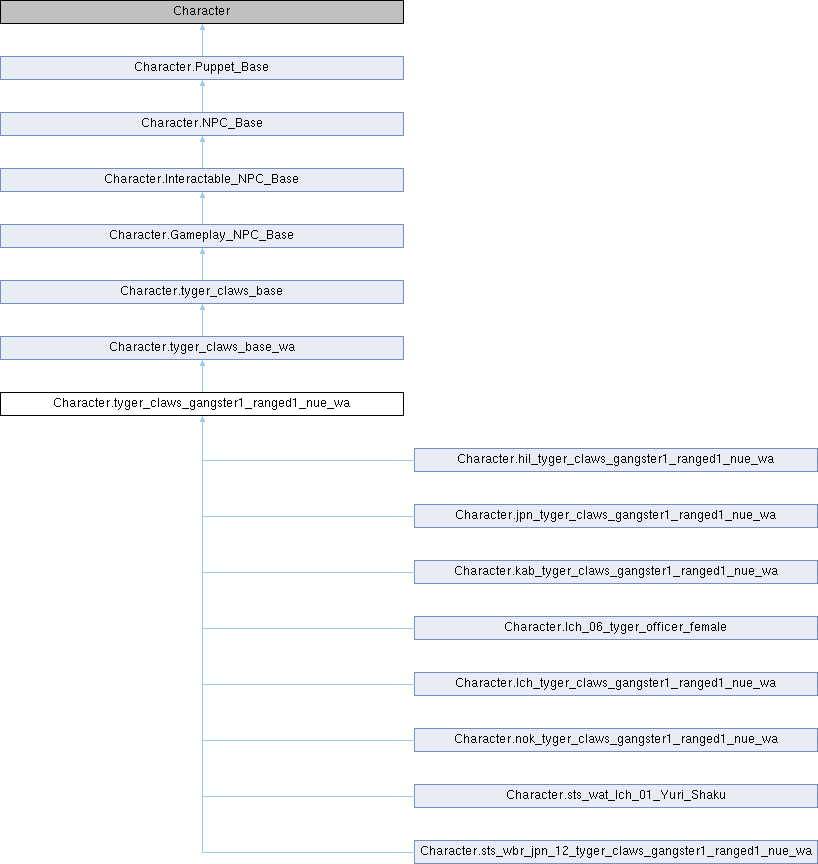 Character
Character.Puppet_Base
Character.NPC_Base
Character.Interactable_NPC_Base
Character.Gameplay_NPC_Base
Character.tyger_claws_base
Character.tyger_claws_base_wa
Character.tyger_claws_gangster1_ranged1_nue_wa
Character.hil_tyger_claws_gangster1_ranged1_nue_wa
Character.jpn_tyger_claws_gangster1_ranged1_nue_wa
Character.kab_tyger_claws_gangster1_ranged1_nue_wa
Character.lch_06_tyger_officer_female
Character.lch_tyger_claws_gangster1_ranged1_nue_wa
Character.nok_tyger_claws_gangster1_ranged1_nue_wa
Character.sts_wat_lch_01_Yuri_Shaku
Character.sts_wbr_jpn_12_tyger_claws_gangster1_ranged1_nue_wa